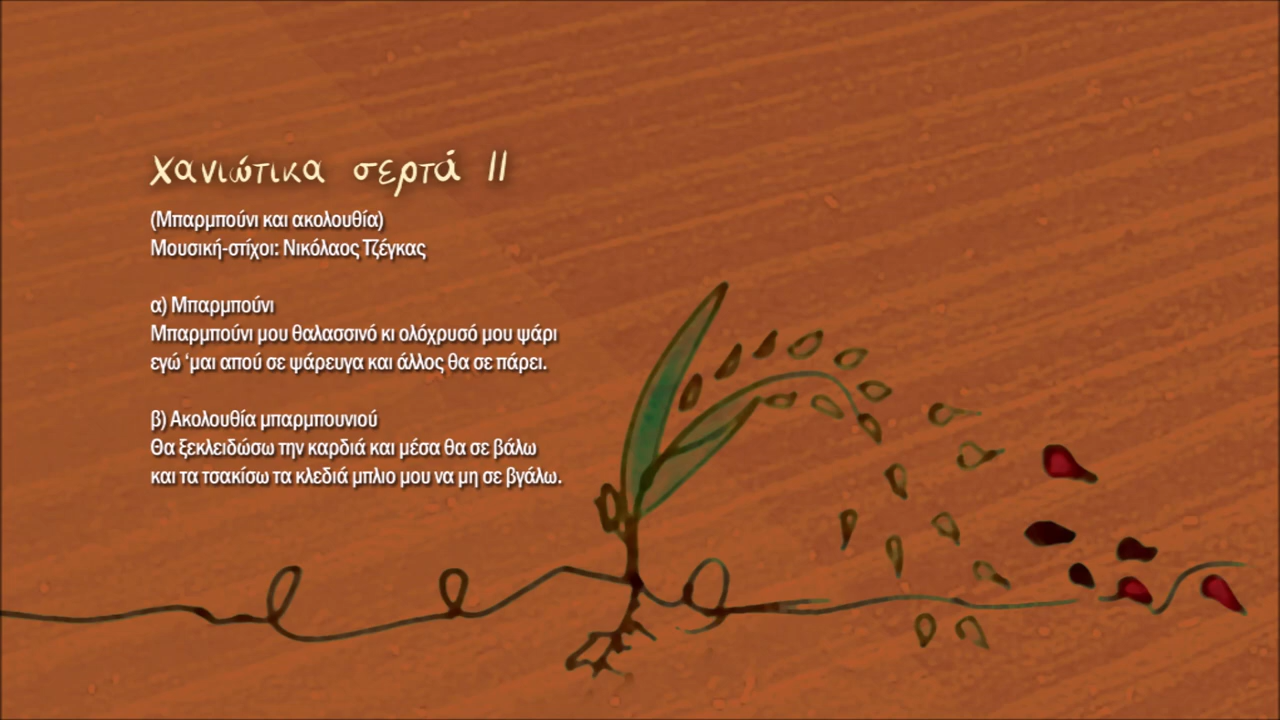 Χανιώτικα σερτά II
(Μπαρμπούνι και ακολουθία)
Μουσική-στίχοι: Νικόλαος Τζέγκας
α) Μπαρμπούνι
Μπαρμπούνι μου θαλασσινό κι ολόχρυσό μου ψάρι
εγώ ‘μαι απού σε ψάρευγα και άλλος θα σε πάρει.
β) Ακολουθία μπαρμπουνιού
Θα ξεκλειδώσω την καρδιά και μέσα θα σε βάλω
και τα τσακίσω τα κλεδιά μπλιο μου να μη σε βγάλω.